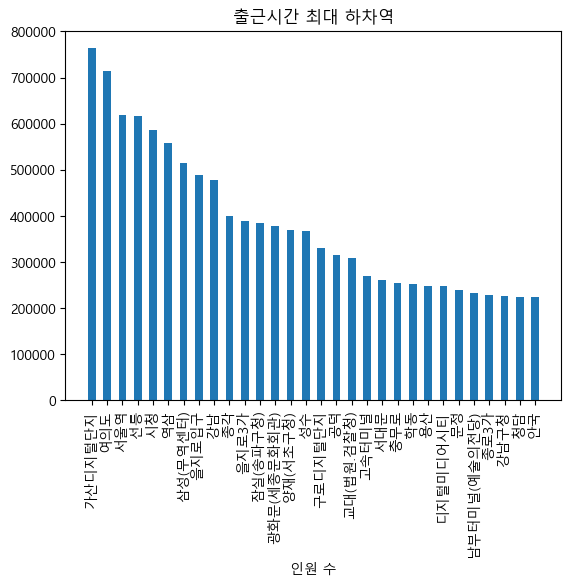 출근시간 최대 하차역
800000
700000
600000
500000
400000
300000
200000
100000
0
가산디지털단지
여의도
서울역
선릉
시청
역삼
삼성(무역센터)
을지로입구
강남
종각
을지로3가
잠실(송파구청)
광화문(세종문화회관)
양재(서초구청)
성수
구로디지털단지
공덕
교대(법원.검찰청)
고속터미널
서대문
충무로
학동
용산
디지털미디어시티
문정
남부터미널(예술의전당)
종로3가
강남구청
청담
안국
인원 수